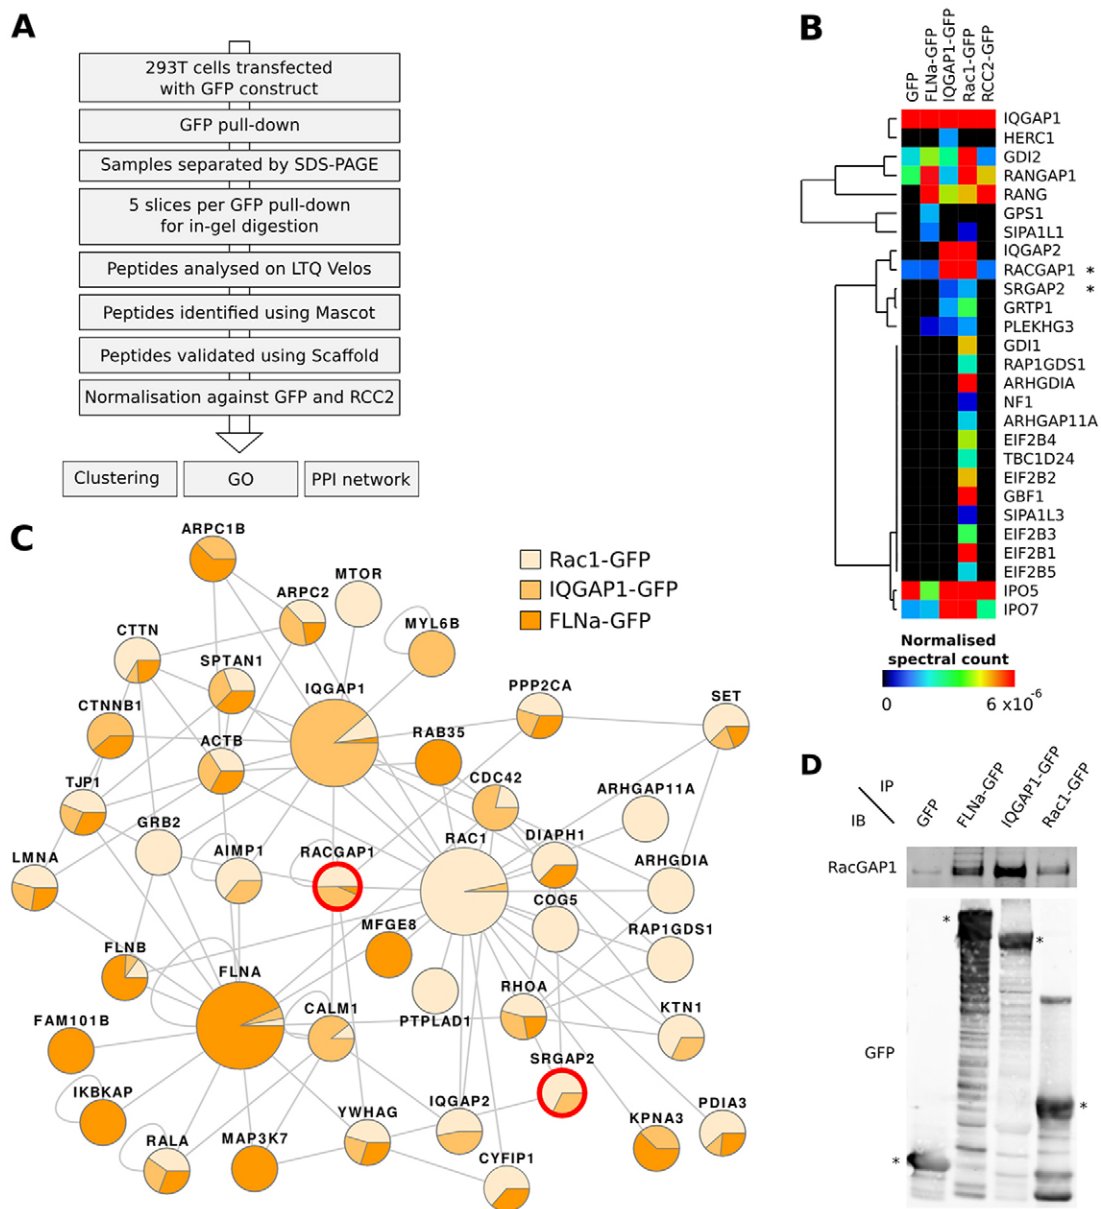 A
293T cells transfected
with GFP construct
GFP pull-down
Samples separated by SDS-PAGE
5 slices per GFP pull-down
for in-gel digestion
Peptides analysed on LTQ Velos
Peptides identified using Mascot
Peptides validated using Scaffold
Normalisation against GFP and RCC2
Clustering
GO
PPI network
B
GFP
FLNa-GFP
IQGAP1-GFP
Rac1-GFP
RCC2-GFP
IQGAP1
HERC1
GDI2
RANGAP1
RANG
GPS1
SIPA1L1
IQGAP2
RACGAP1 *
SRGAP2 *
GRTP1
PLEKHG3
GDI1
RAP1GDS1
ARHGDIA
NF1
ARHGAP11A
EIF2B4
TBC1D24
EIF2B2
GBF1
SIPA1L3
EIF2B3
EIF2B1
EIF2B5
IPO5
IPO7
Normalised
spectral count
0
6 x10-6
C
Rac1-GFP
IQGAP1-GFP
FLNa-GFP
ARPC1B
ARPC2
MTOR
MYL6B
CTTN
SPTAN1
IQGAP1
PPP2CA
SET
CTNNB1
ACTB
RAB35
CDC42
TJP1
GRB2
AIMP1
RACGAP1
RAC1
DIAPH1
ARHGAP11A
LMNA
ARHGDIA
COG5
MFGE8
RAP1GDS1
FLNB
FLNA
CALM1
PTPLAD1
RHOA
KTN1
FAM101B
SRGAP2
IKBKAP
YWHAG
IQGAP2
KPNA3
PDIA3
RALA
MAP3K7
CYFIP1
D
IP
IB
GFP
FLNa-GFP
IQGAP1-GFP
Rac1-GFP
RacGAP1
GFP
*
*
*
*